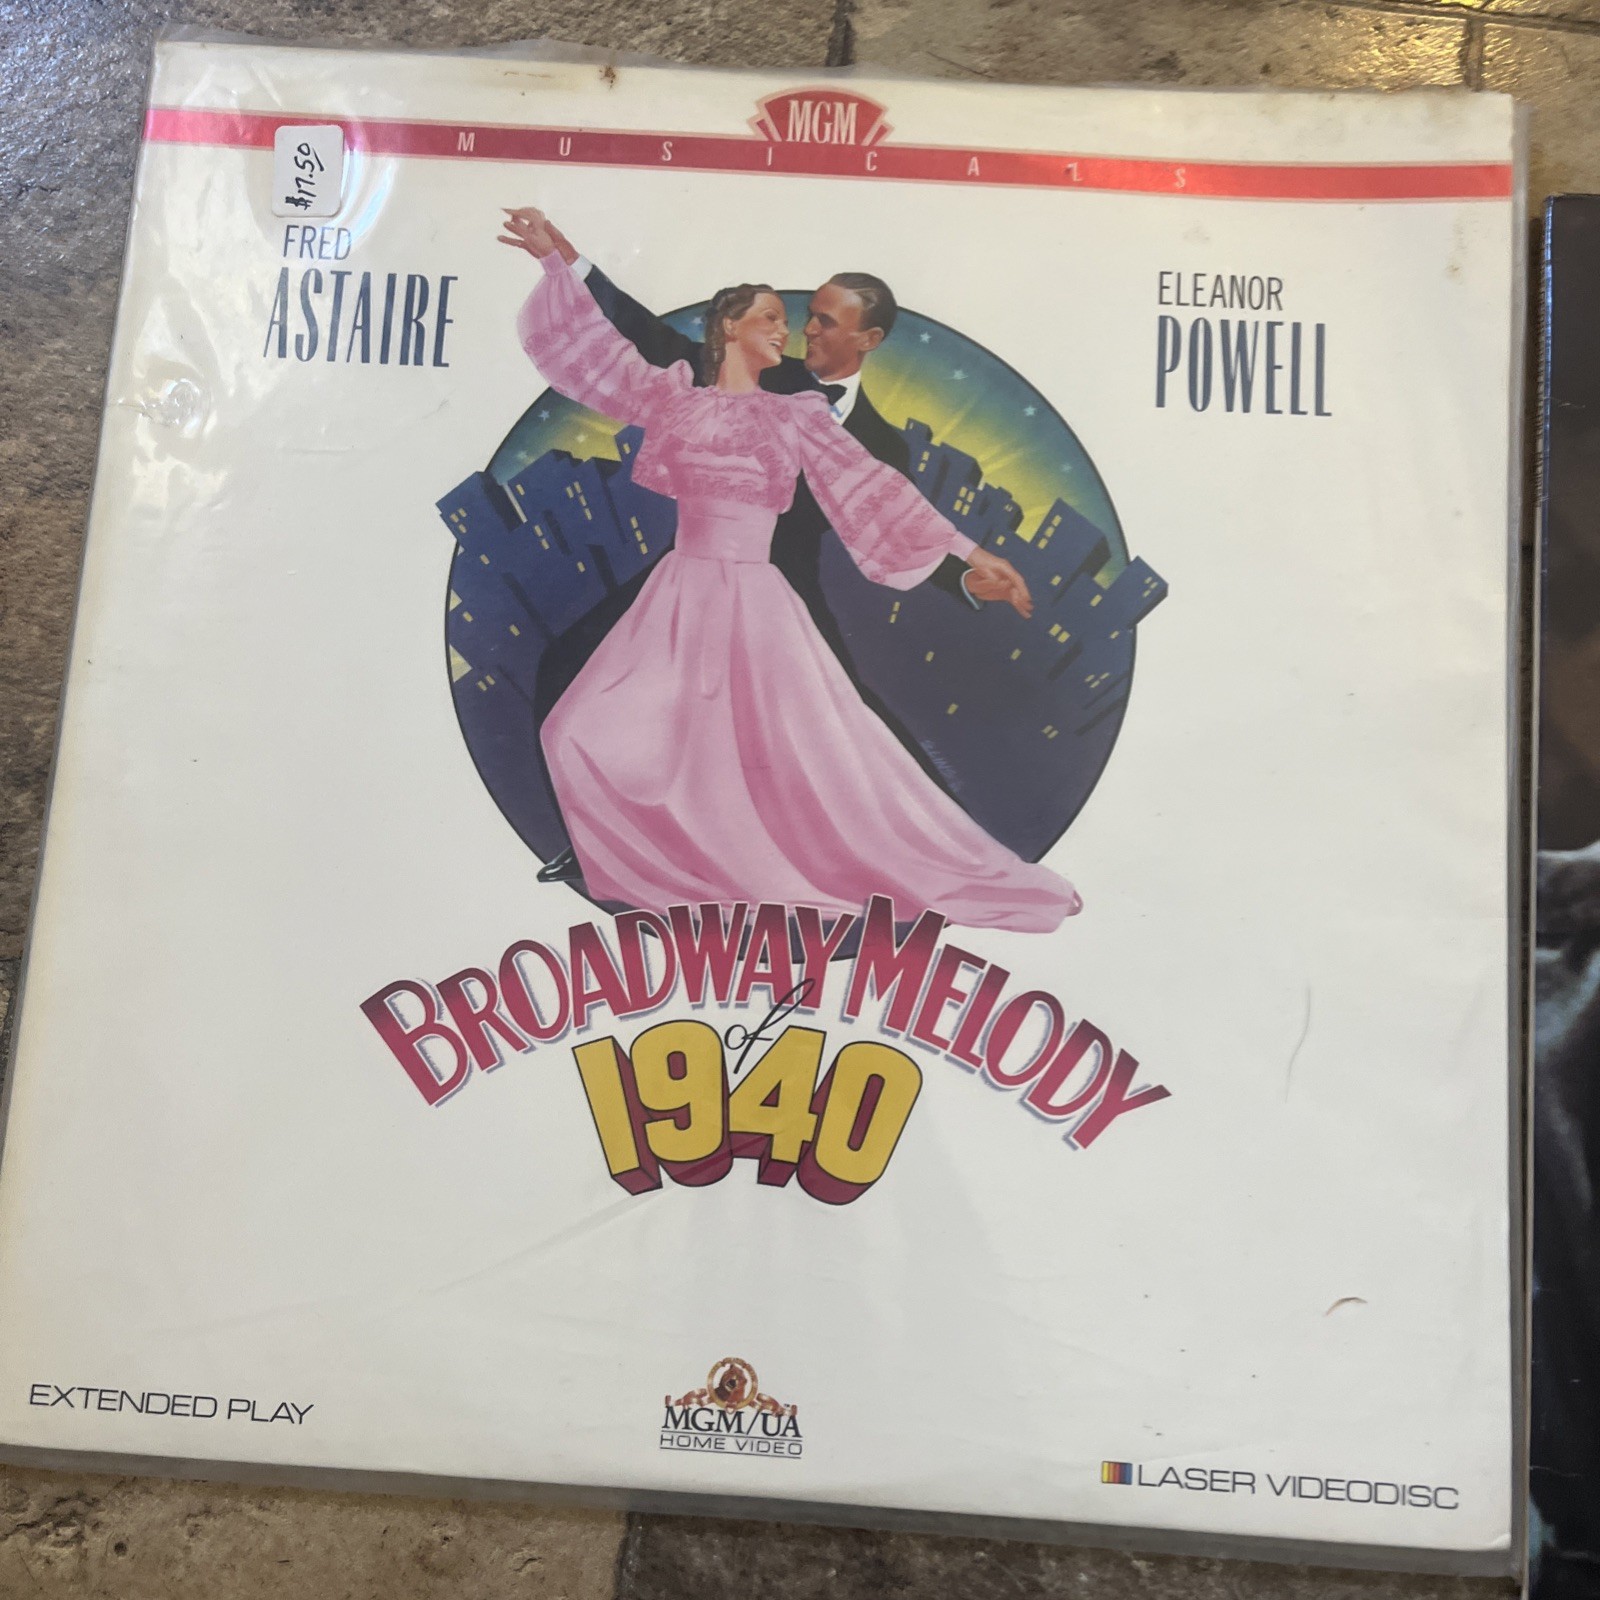 MGM
MUSICALS
$17.50
FRED
ASTAIRE
ELEANOR
POWELL
BROADWAY MELODY
of
1940
EXTENDED PLAY
MGM/UA
HOME VIDEO
LASER VIDEODISC